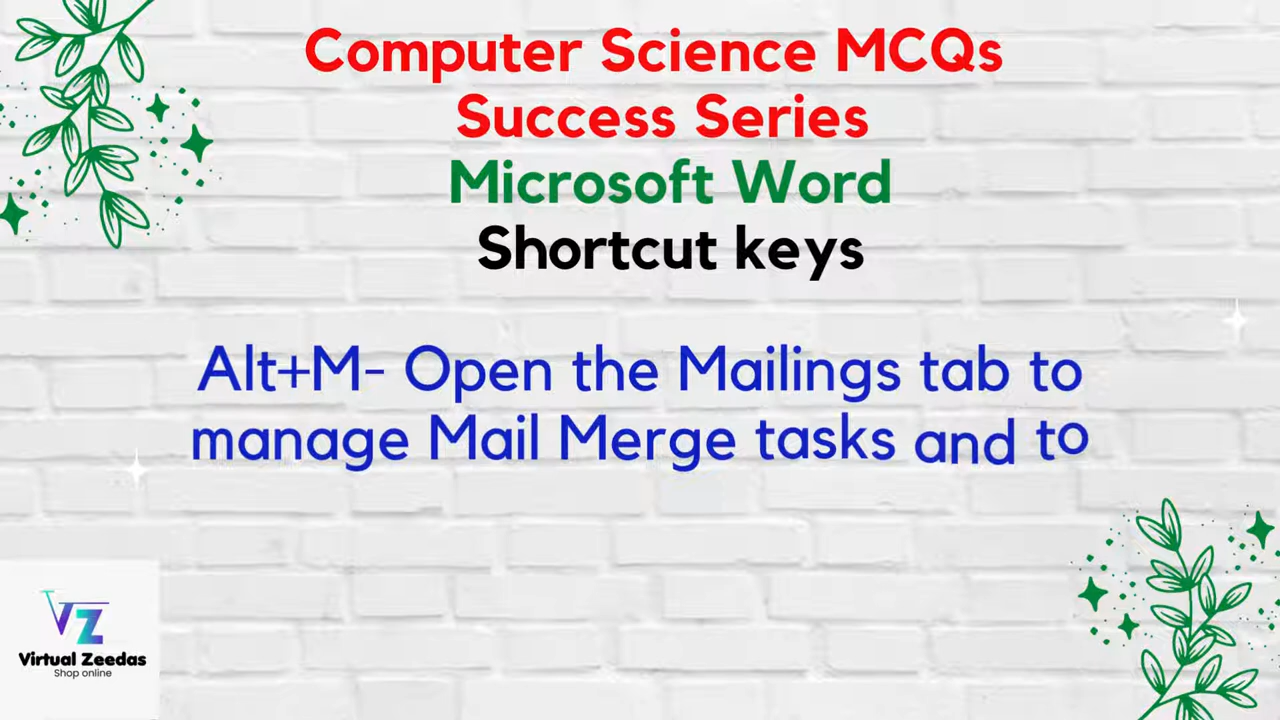 Computer Science MCQs
Success Series
Microsoft Word
Shortcut keys
Alt+M- Open the Mailings tab to
manage Mail Merge tasks and to
VZ
Virtual Zeedas
Shop online